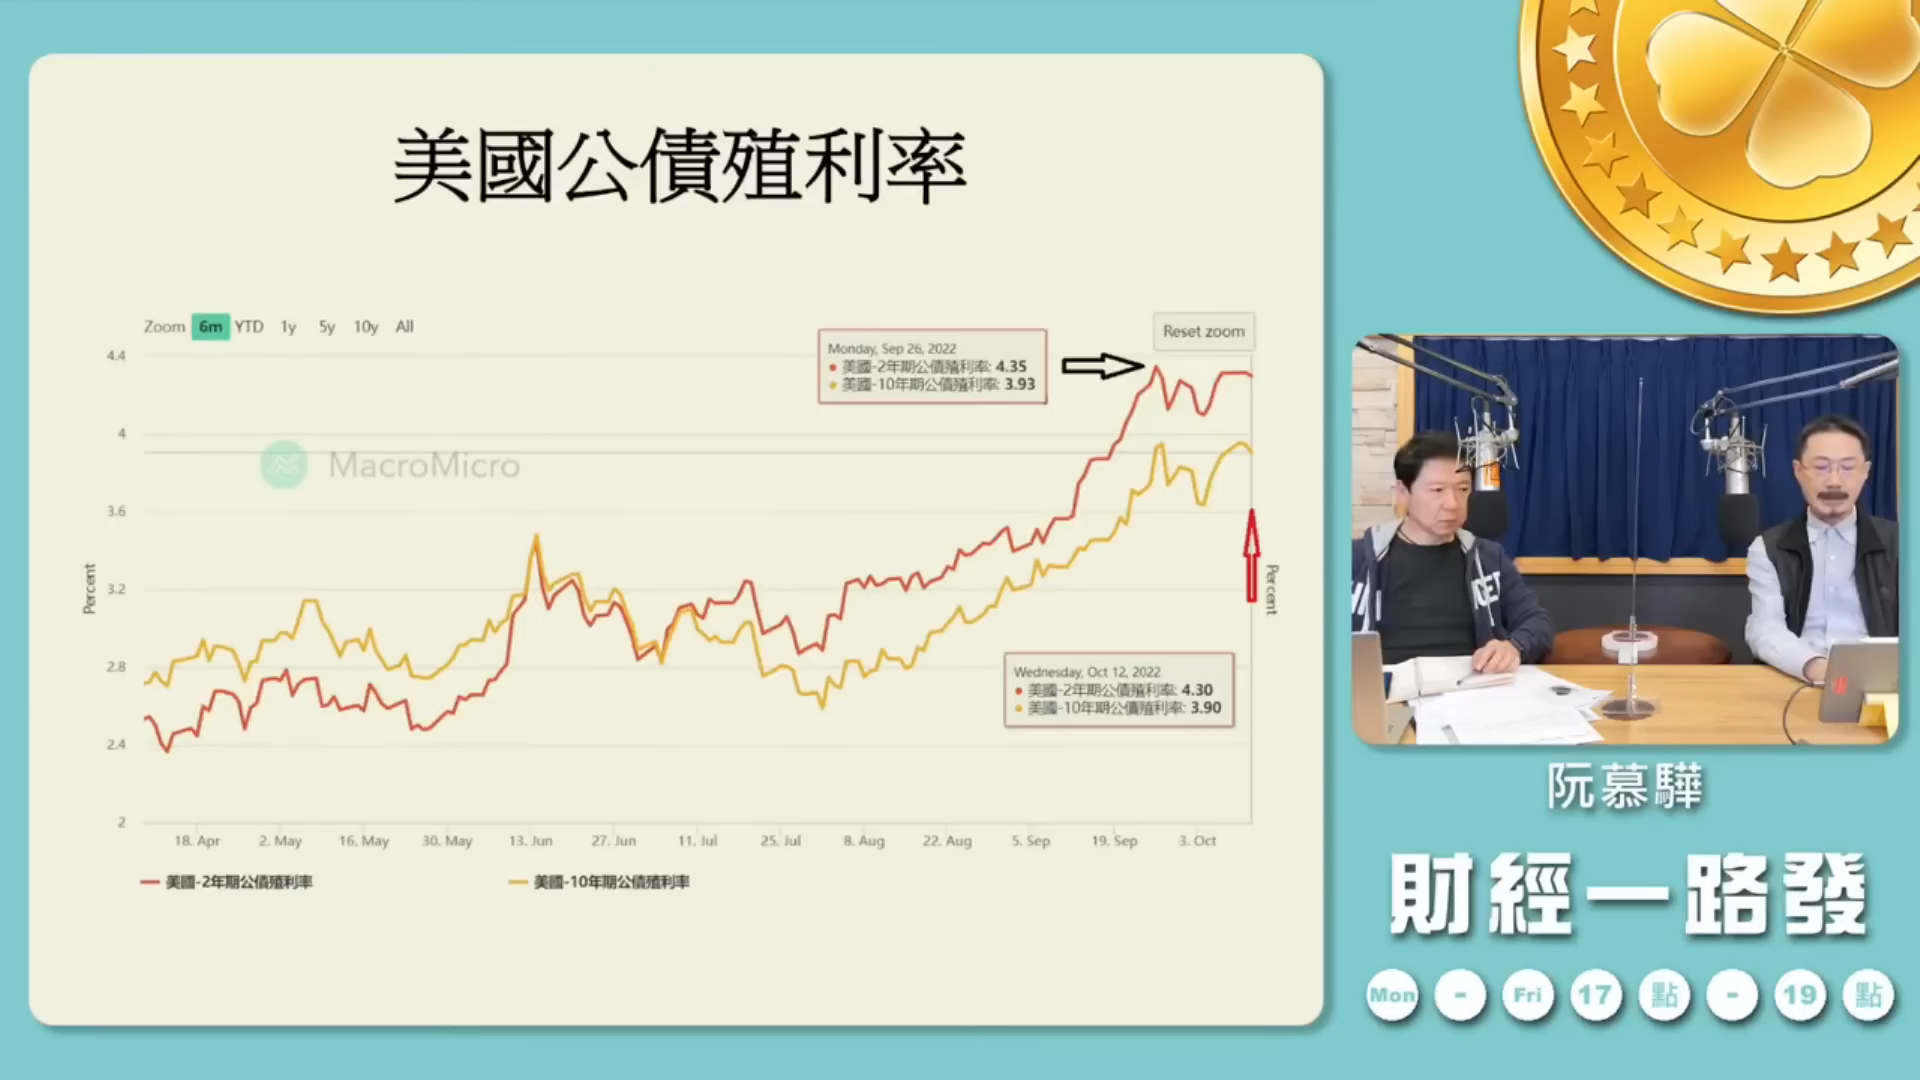 美國公債殖利率
Zoom 6m YTD 1y 5y 10y All
Reset zoom
Monday, Sep 26, 2022
美國-2年期公債殖利率: 4.35
美國-10年期公債殖利率: 3.93
4.4
4
3.6
3.2
2.8
2.4
2
Percent
MacroMicro
Percent
Wednesday, Oct 12, 2022
美國-2年期公債殖利率: 4.30
美國-10年期公債殖利率: 3.90
18. Apr 2. May 16. May 30. May 13. Jun 27. Jun 11. Jul 25. Jul 8. Aug 22. Aug 5. Sep 19. Sep 3. Oct
美國-2年期公債殖利率 美國-10年期公債殖利率
阮慕驊
財經一路發
Mon - Fri 17 點 - 19 點